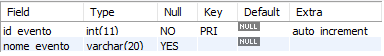 Field Type Null Key Default Extra
id_evento int(11) NO PRI NULL auto_increment
nome_evento varchar(20) YES NULL